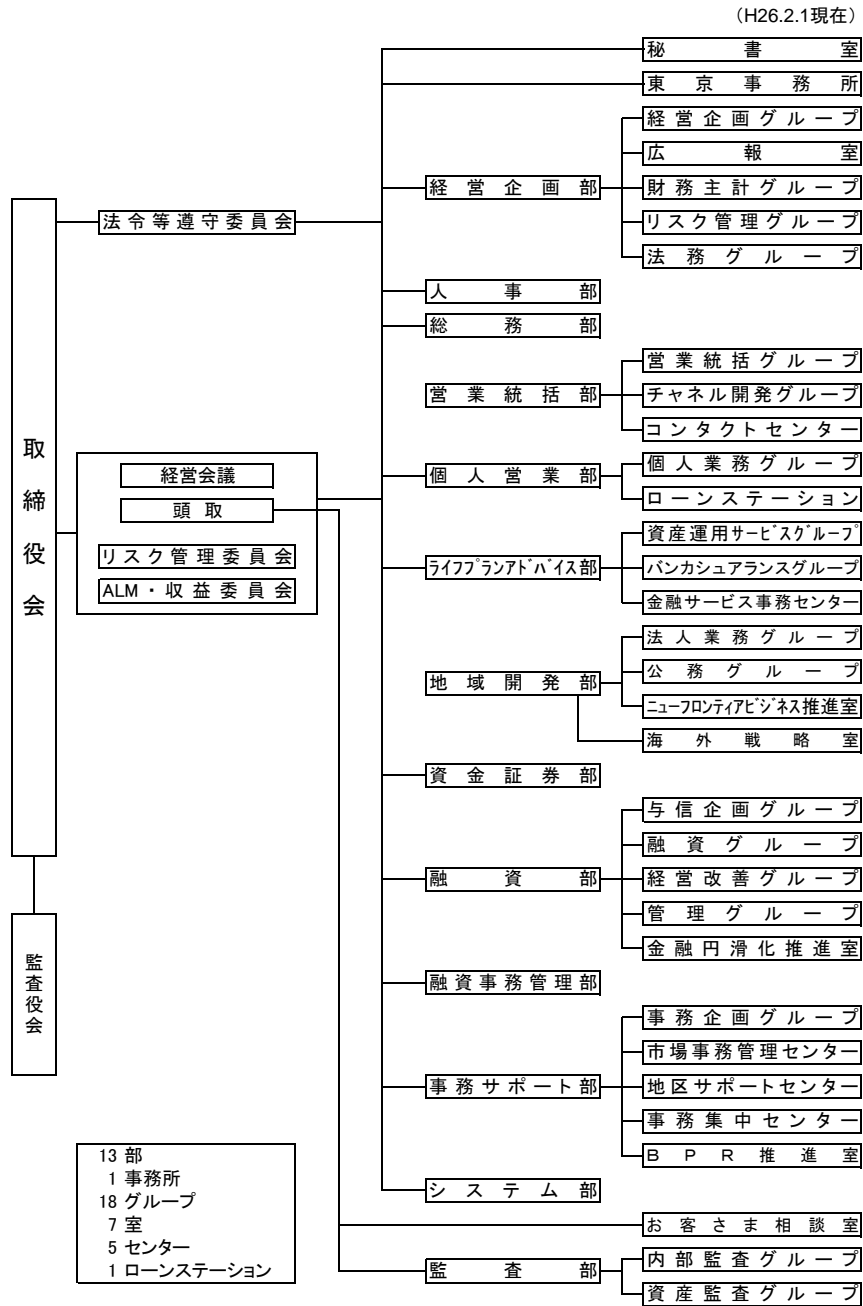 （H26.2.1現在）
秘書室
東京事務所
経営企画グループ
広報室
経営企画部
財務主計グループ
法令等遵守委員会
リスク管理グループ
法務グループ
人事部
総務部
営業統括グループ
営業統括部
チャネル開発グループ
コンタクトセンター
取締役会
経営会議
個人営業部
個人業務グループ
頭取
ローンステーション
資産運用サービスグループ
リスク管理委員会
ライフプランアドバイス部
バンカシュアランスグループ
ALM・収益委員会
金融サービス事務センター
法人業務グループ
地域開発部
公務グループ
ニューフロンティアビジネス推進室
海外戦略室
資金証券部
与信企画グループ
融資グループ
融資部
経営改善グループ
管理グループ
金融円滑化推進室
監査役会
融資事務管理部
事務企画グループ
市場事務管理センター
事務サポート部
地区サポートセンター
事務集中センター
BPR推進室
13 部
1 事務所
18 グループ
7 室
5 センター
1 ローンステーション
システム部
お客さま相談室
監査部
内部監査グループ
資産監査グループ